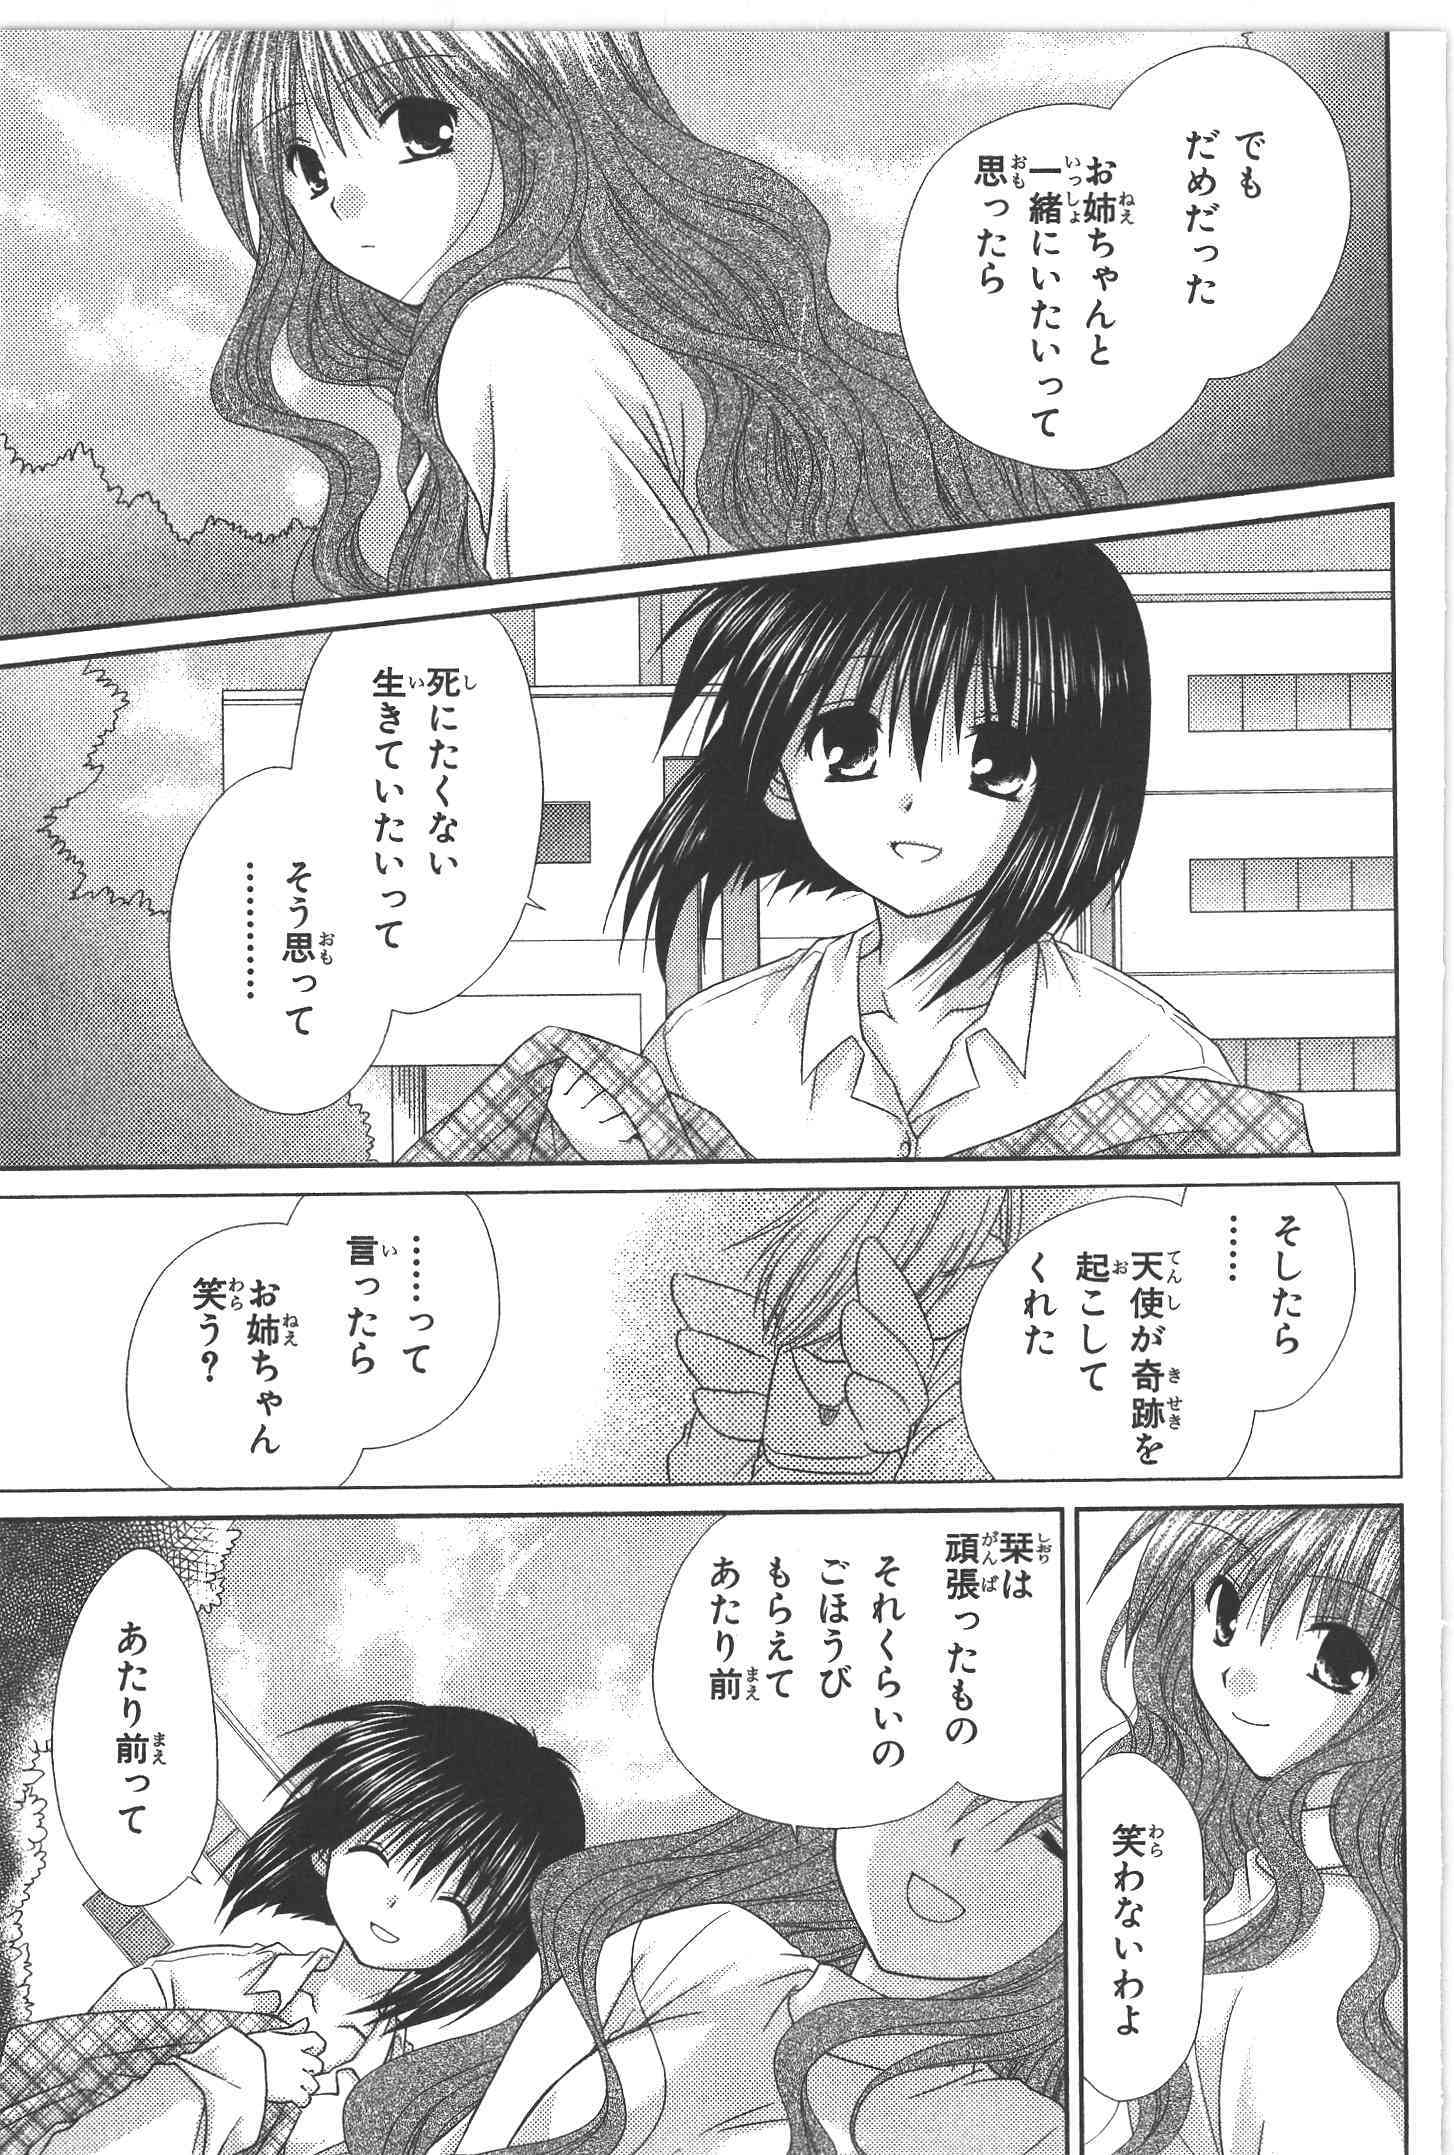 でも
だめだった
お姉ちゃんと
一緒にいたいって
思ったら
死にたくない
生きていたいって
そう思って
…………
そしたら
……
天使が奇跡を
起こして
くれた
……って
言ったら
お姉ちゃん
笑う？
笑わないわよ
栞は
頑張ったもの
それくらいの
ごほうび
もらえて
あたり前
あたり前って